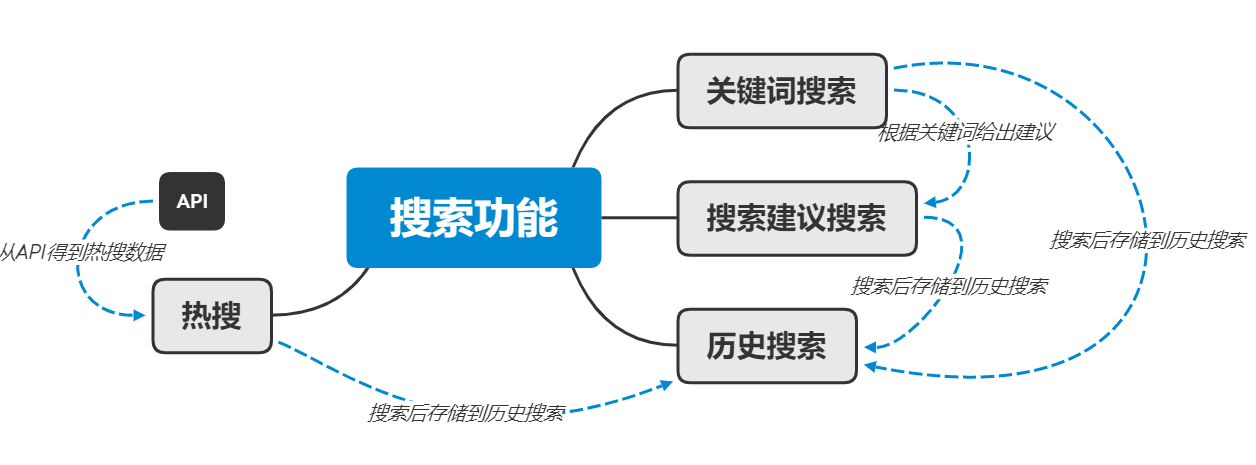 关键词搜索
根据关键词给出建议
API
搜索功能
搜索建议搜索
从API得到热搜数据
搜索后存储到历史搜索
搜索后存储到历史搜索
热搜
历史搜索
搜索后存储到历史搜索